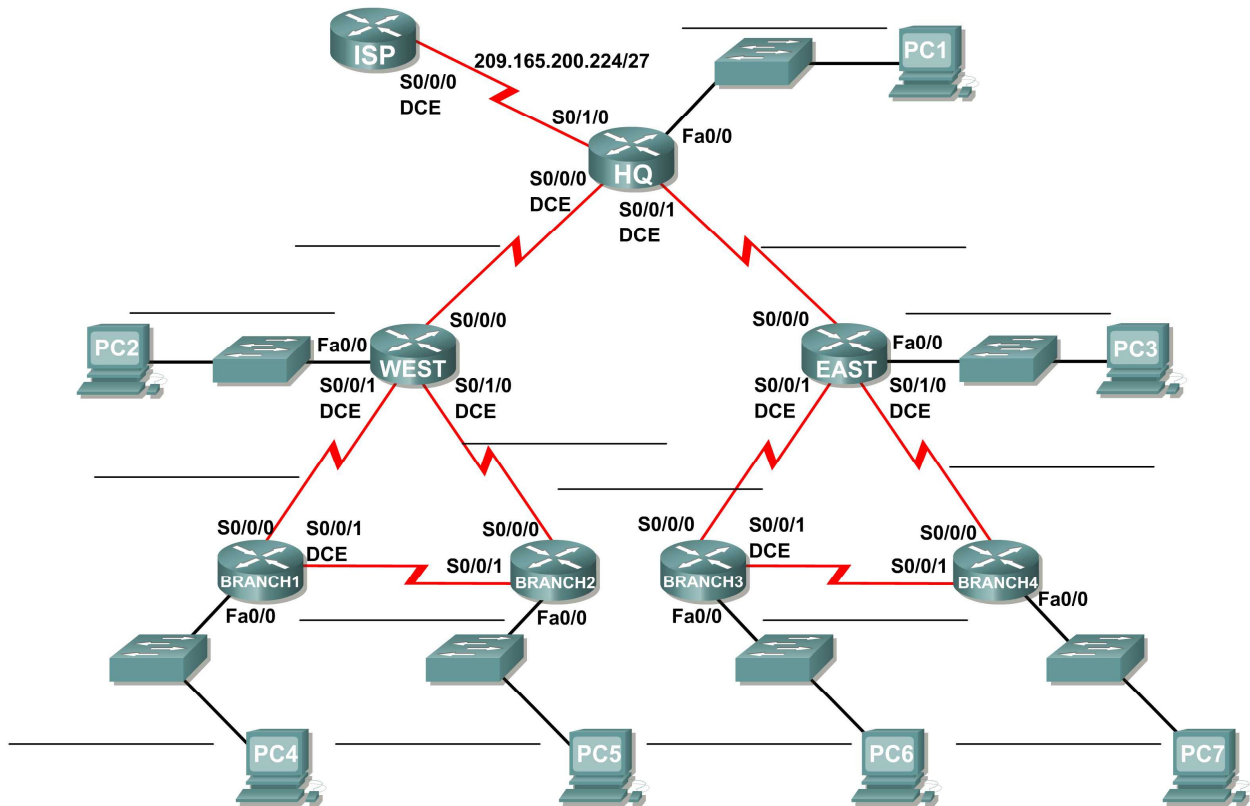 ISP
209.165.200.224/27
PC1
S0/0/0
DCE
S0/1/0
Fa0/0
HQ
S0/0/0
DCE
S0/0/1
DCE
S0/0/0
S0/0/0
PC2
Fa0/0
WEST
Fa0/0
EAST
PC3
S0/0/1
DCE
S0/1/0
DCE
S0/0/1
DCE
S0/1/0
DCE
S0/0/0
S0/0/1
DCE
S0/0/0
S0/0/1
BRANCH1
BRANCH2
S0/0/0
S0/0/1
DCE
S0/0/0
S0/0/1
BRANCH3
BRANCH4
Fa0/0
Fa0/0
Fa0/0
Fa0/0
PC4
PC5
PC6
PC7